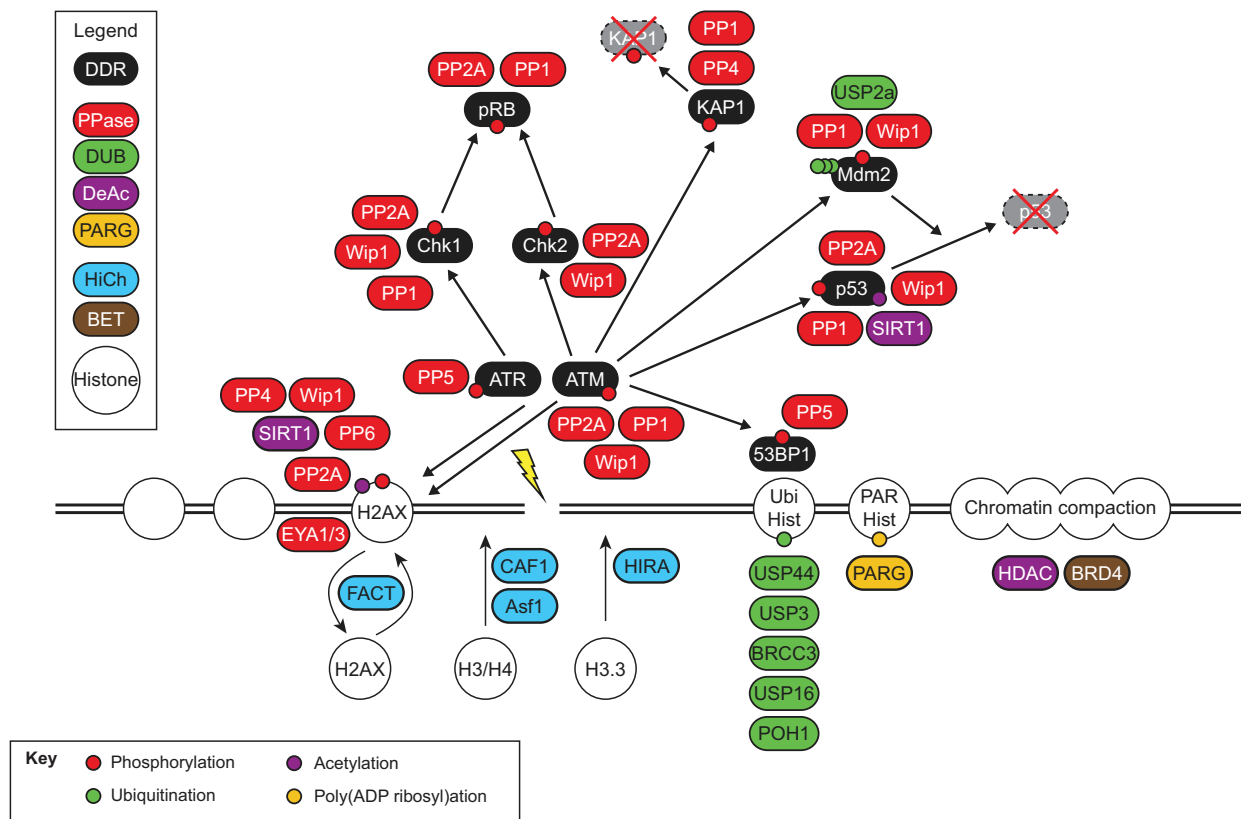 Legend
DDR
PPase
DUB
DeAc
PARG
HiCh
BET
Histone
KAP1
PP1
PP4
KAP1
PP2A
PP1
pRB
USP2a
PP1
Wip1
Mdm2
p53
PP2A
Wip1
PP1
Chk1
Chk2
PP2A
Wip1
PP2A
p53
Wip1
PP1
SIRT1
PP5
ATR
ATM
PP4
Wip1
SIRT1
PP6
PP2A
PP2A
PP1
Wip1
PP5
53BP1
H2AX
EYA1/3
Ubi
Hist
PAR
Hist
Chromatin compaction
FACT
CAF1
Asf1
HIRA
USP44
USP3
BRCC3
USP16
POH1
PARG
HDAC
BRD4
H2AX
H3/H4
H3.3
Key
Phosphorylation
Acetylation
Ubiquitination
Poly(ADP ribosyl)ation